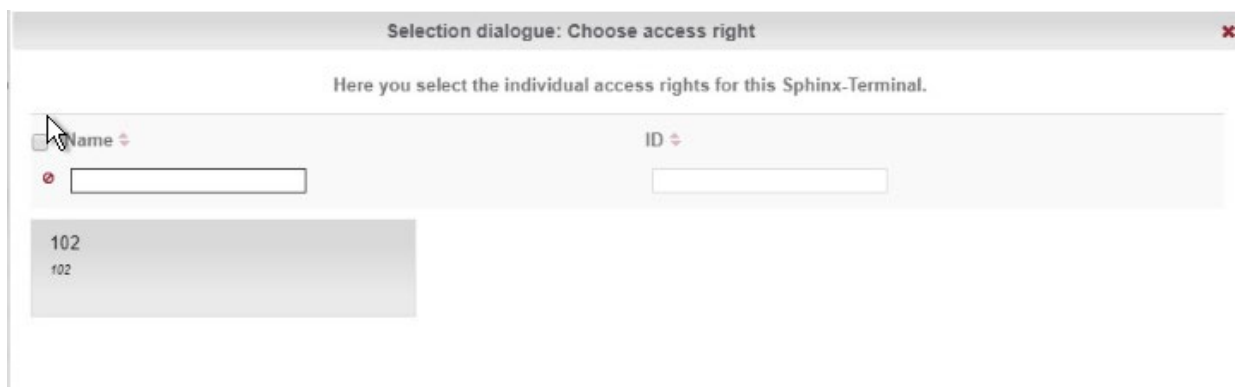 Selection dialogue: Choose access right
Here you select the individual access rights for this Sphinx-Terminal.
Name ID
102
102